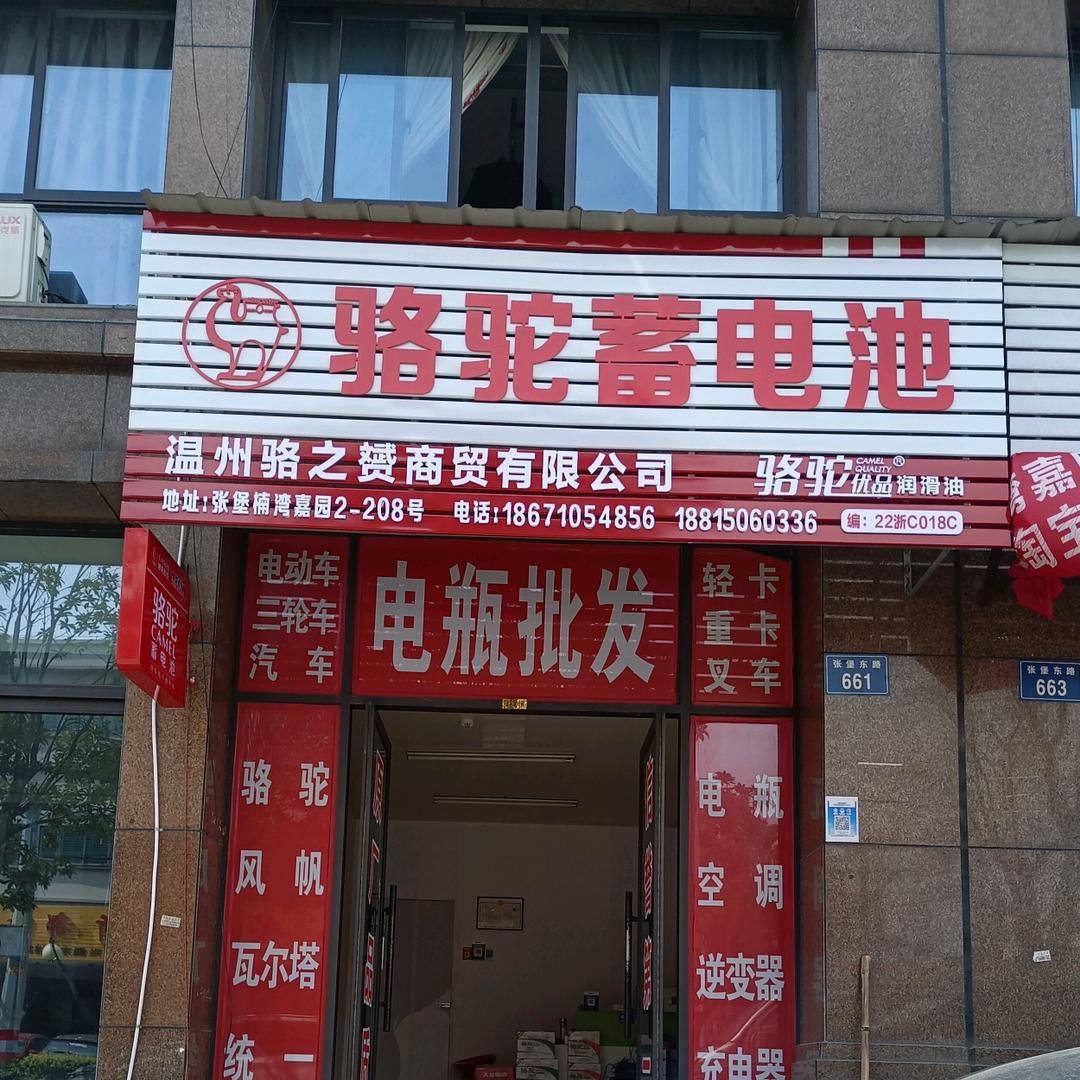 骆驼蓄电池
温州骆之赟商贸有限公司
骆驼
CAMEL
QUALITY
®
优品润滑油
地址:张堡楠湾嘉园2-208号
电话:18671054856 18815060336
编: 22浙C018C
骆驼
CAMEL
蓄电池
电动车
三轮车
汽车
电瓶批发
轻卡
重卡
叉车
张堡东路
661
张堡东路
663
骆驼
风帆
瓦尔塔
统一
电瓶
空调
逆变器
充电器
嘉
淘宝